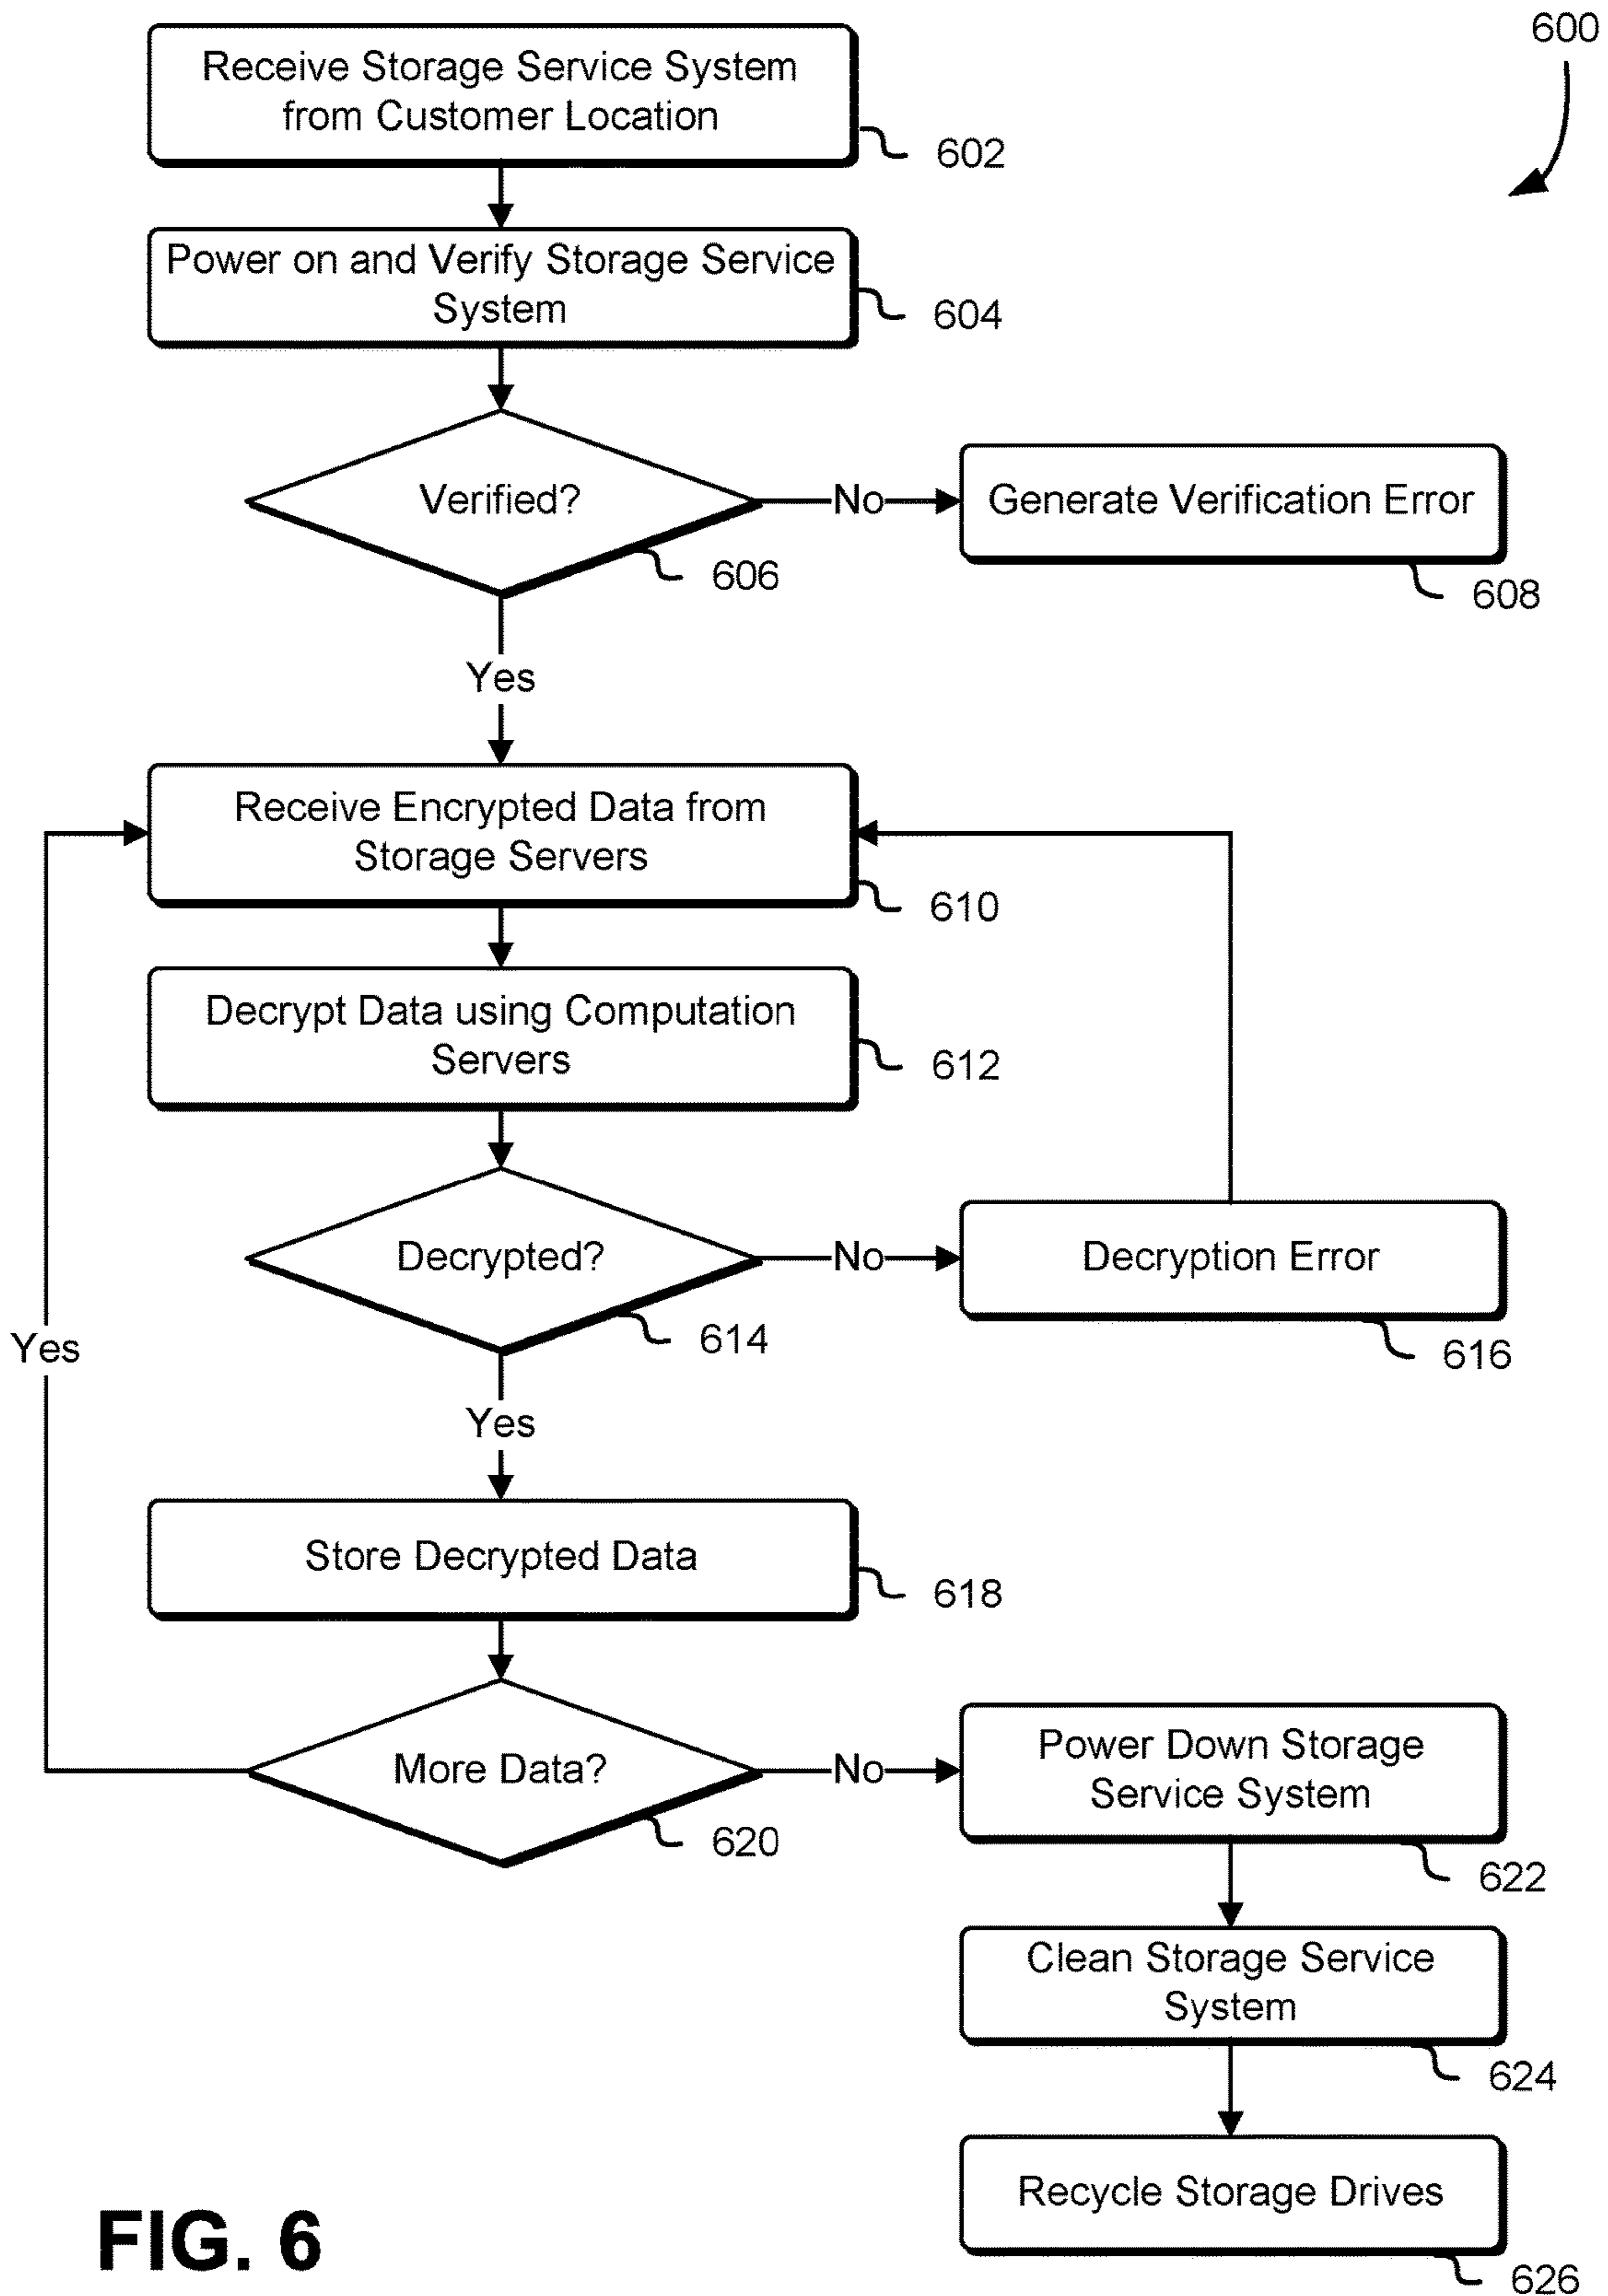 600
Receive Storage Service System
from Customer Location
602
Power on and Verify Storage Service
System
604
Verified?
606
No
Generate Verification Error
608
Yes
Receive Encrypted Data from
Storage Servers
610
Decrypt Data using Computation
Servers
612
Decrypted?
614
No
Decryption Error
616
Yes
Yes
Store Decrypted Data
618
More Data?
620
No
Power Down Storage
Service System
622
Clean Storage Service
System
624
Recycle Storage Drives
626
FIG. 6